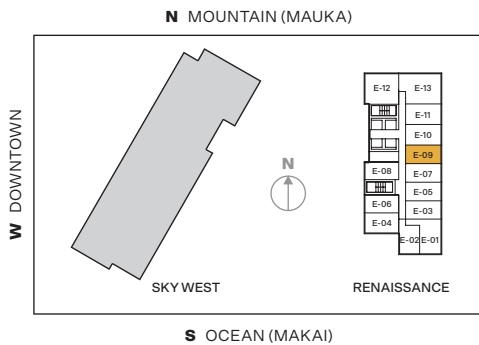 N MOUNTAIN (MAUKA)
W DOWNTOWN
E-12 E-13
E-11
E-10
E-09
E-08 E-07
E-05
E-06 E-03
E-04
E-02 E-01
N
SKY WEST RENAISSANCE
S OCEAN (MAKAI)